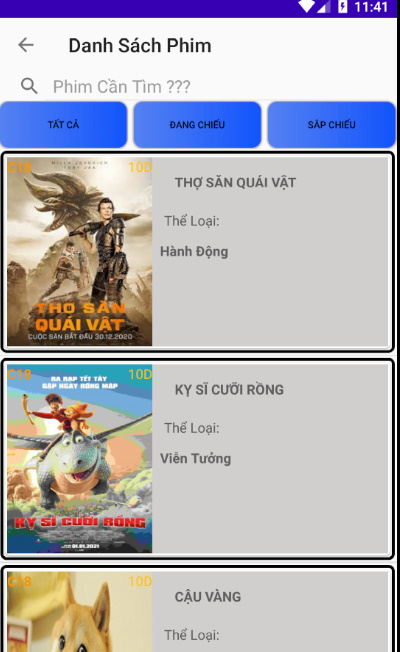 11:41
Danh Sách Phim
Phim Cần Tìm ???
TẤT CẢ
ĐANG CHIẾU
SẮP CHIẾU
C18
10D
MILLA JOVOVICH
TONY JAA
THỢ SĂN
QUÁI VẬT
CUỘC SĂN BẮT ĐẦU 30.12.2020
THỢ SĂN QUÁI VẬT
Thể Loại:
Hành Động
C18
10D
RA RẠP TẾT TÂY
GẶP NGAY RỒNG MẬP
KỴ SĨ CƯỠI RỒNG
01.01.2021
KỴ SĨ CƯỠI RỒNG
Thể Loại:
Viễn Tưởng
C18
10D
CẬU VÀNG
Thể Loại: